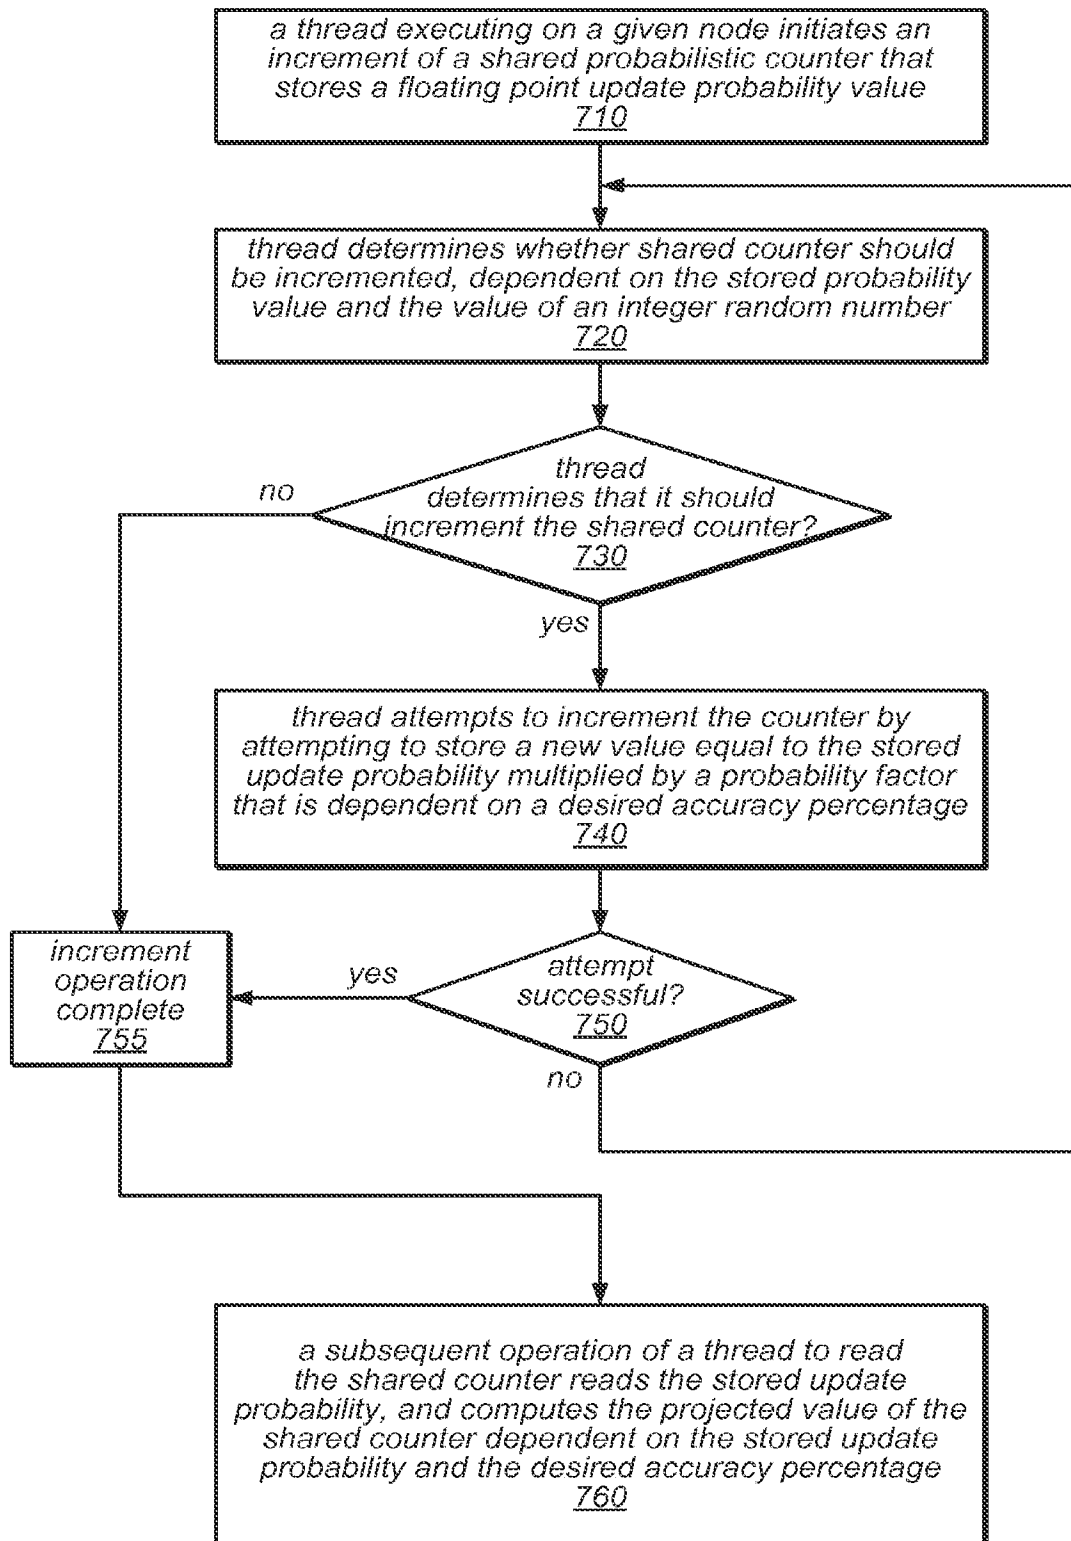 a thread executing on a given node initiates an
increment of a shared probabilistic counter that
stores a floating point update probability value
710
thread determines whether shared counter should
be incremented, dependent on the stored probability
value and the value of an integer random number
720
thread
determines that it should
increment the shared counter?
730
no
yes
thread attempts to increment the counter by
attempting to store a new value equal to the stored
update probability multiplied by a probability factor
that is dependent on a desired accuracy percentage
740
increment
operation
complete
755
yes
attempt
successful?
750
no
a subsequent operation of a thread to read
the shared counter reads the stored update
probability, and computes the projected value of the
shared counter dependent on the stored update
probability and the desired accuracy percentage
760